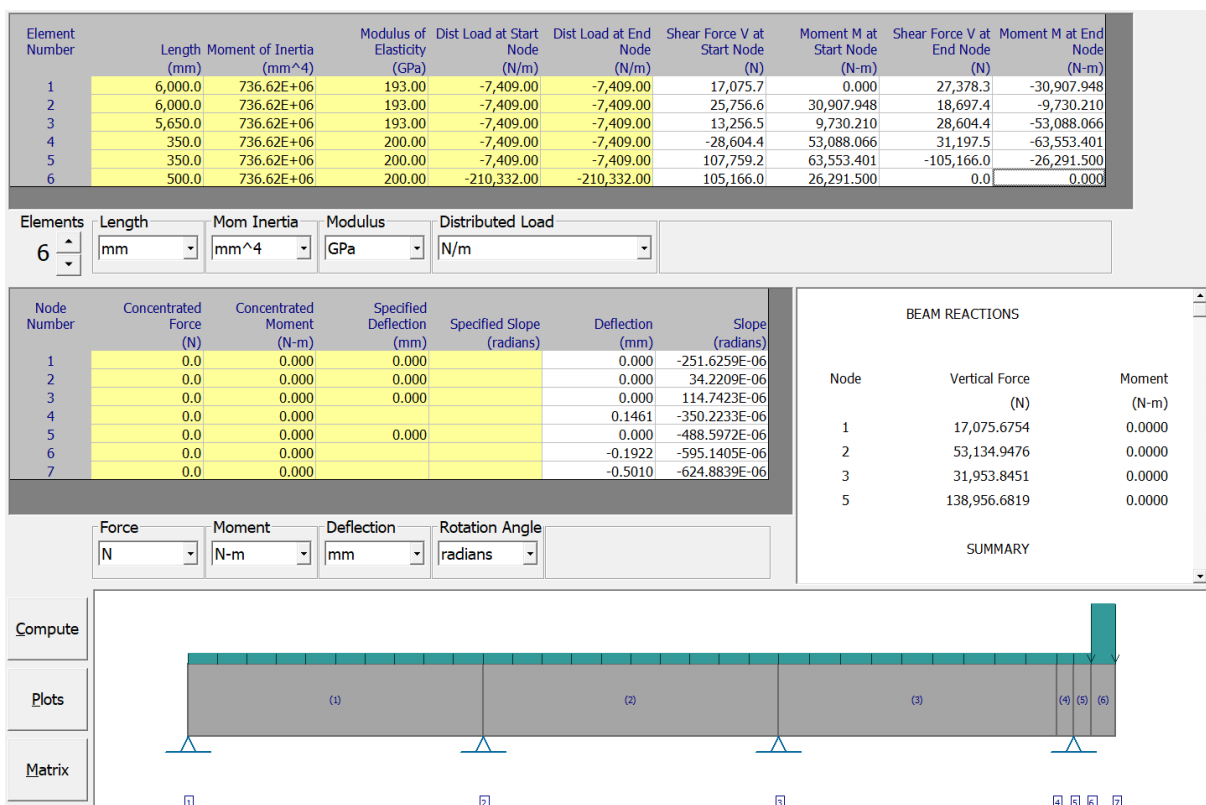 Element Modulus of Dist Load at Start Dist Load at End Shear Force V at Moment M at Shear Force V at Moment M at End
Number Length Moment of Inertia Elasticity Node Node Start Node Start Node End Node Node
(mm) (mm^4) (GPa) (N/m) (N/m) (N) (N-m) (N) (N-m)
1 6,000.0 736.62E+06 193.00 -7,409.00 -7,409.00 17,075.7 0.000 27,378.3 -30,907.948
2 6,000.0 736.62E+06 193.00 -7,409.00 -7,409.00 25,756.6 30,907.948 18,697.4 -9,730.210
3 5,650.0 736.62E+06 193.00 -7,409.00 -7,409.00 13,256.5 9,730.210 28,604.4 -53,088.066
4 350.0 736.62E+06 200.00 -7,409.00 -7,409.00 -28,604.4 53,088.066 31,197.5 -63,553.401
5 350.0 736.62E+06 200.00 -7,409.00 -7,409.00 107,759.2 63,553.401 -105,166.0 -26,291.500
6 500.0 736.62E+06 200.00 -210,332.00 -210,332.00 105,166.0 26,291.500 0.0 0.000
Elements Length Mom Inertia Modulus Distributed Load
6 mm mm^4 GPa N/m
Node Concentrated Concentrated Specified
Number Force Moment Deflection Specified Slope Deflection Slope
(N) (N-m) (mm) (radians) (mm) (radians)
1 0.0 0.000 0.000 0.000 -251.6259E-06
2 0.0 0.000 0.000 0.000 34.2209E-06
3 0.0 0.000 0.000 0.000 114.7423E-06
4 0.0 0.000 0.1461 -350.2233E-06
5 0.0 0.000 0.000 0.000 -488.5972E-06
6 0.0 0.000 -0.1922 -595.1405E-06
7 0.0 0.000 -0.5010 -624.8839E-06
BEAM REACTIONS
Node Vertical Force Moment
(N) (N-m)
1 17,075.6754 0.0000
2 53,134.9476 0.0000
3 31,953.8451 0.0000
5 138,956.6819 0.0000
SUMMARY
Force Moment Deflection Rotation Angle
N N-m mm radians
Compute
Plots
Matrix
(1) (2) (3) (4) (5) (6)
1 2 3 4 5 6 7